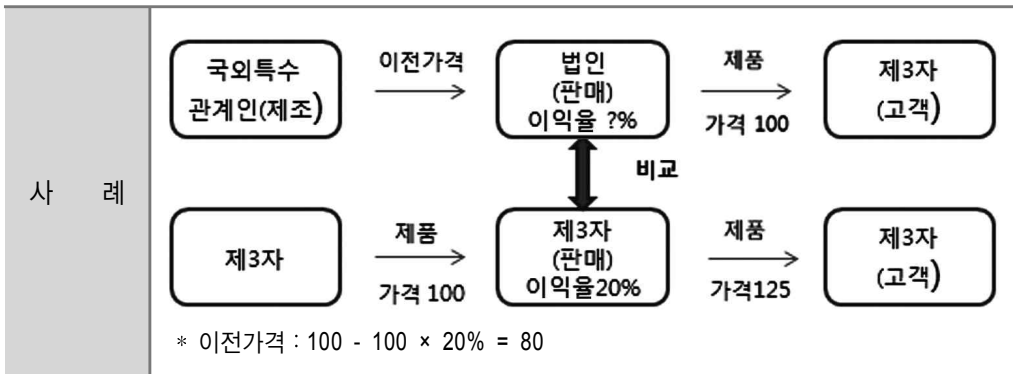 사 례
국외특수
관계인(제조)
이전가격
법인
(판매)
이익율 ?%
제품
가격 100
제3자
(고객)
비교
제3자
제품
가격 100
제3자
(판매)
이익율20%
제품
가격125
제3자
(고객)
* 이전가격 : 100 - 100 × 20% = 80